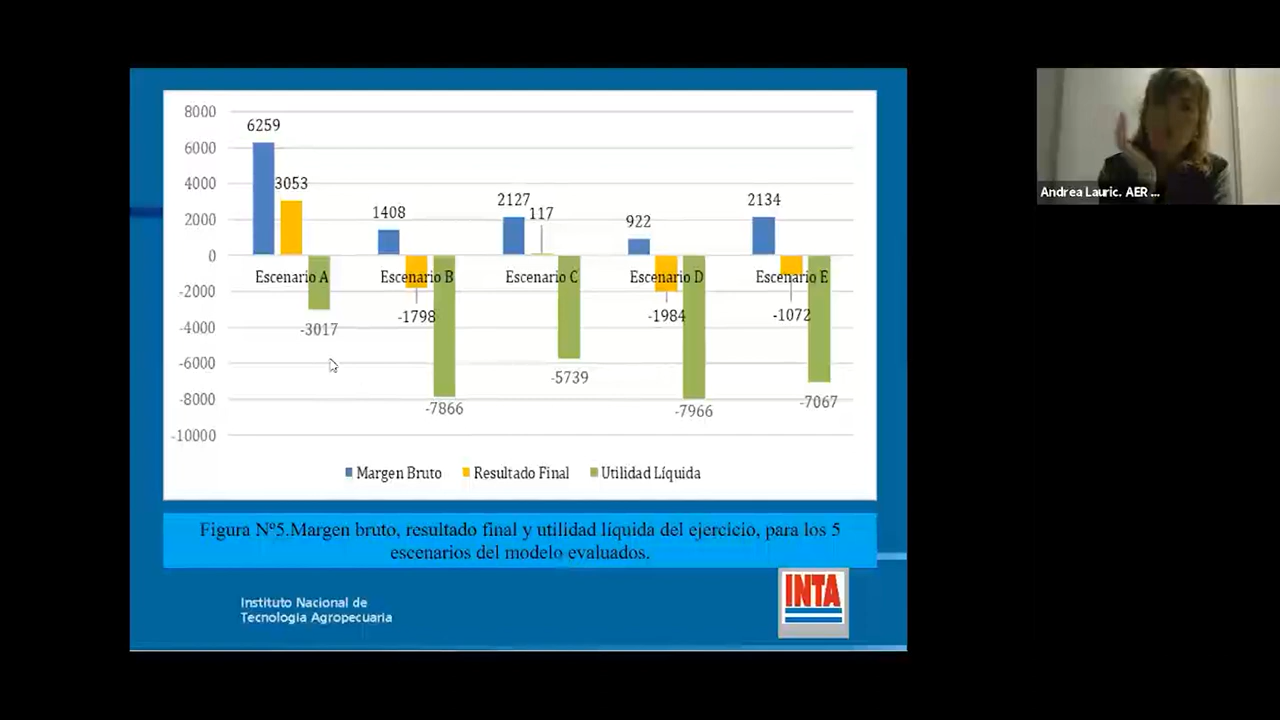 8000
6000
4000
2000
0
-2000
-4000
-6000
-8000
-10000
6259
3053
-3017
1408
-1798
-7866
2127
117
-5739
922
-1984
-7966
2134
-1072
-7067
Escenario A
Escenario B
Escenario C
Escenario D
Escenario E
Margen Bruto
Resultado Final
Utilidad Líquida
Figura Nº5.Margen bruto, resultado final y utilidad líquida del ejercicio, para los 5
escenarios del modelo evaluados.
Instituto Nacional de
Tecnología Agropecuaria
INTA
Andrea Lauric. AER ...